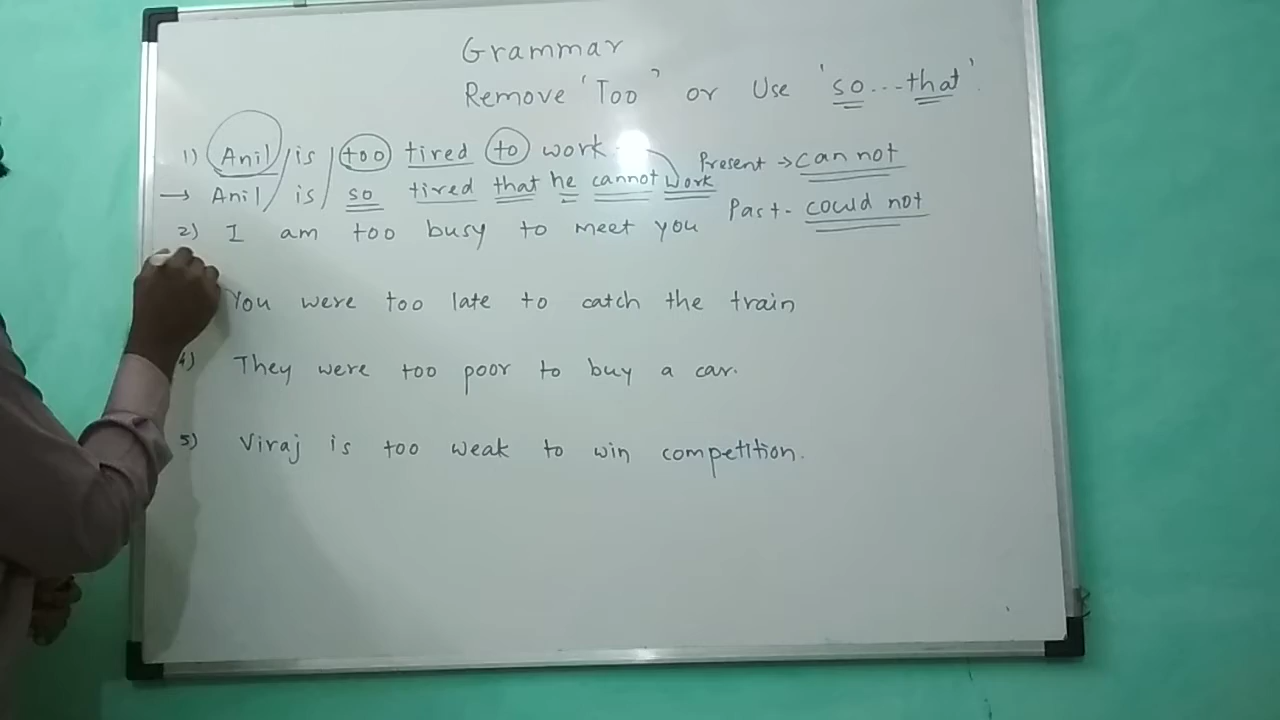 Grammar
Remove 'Too' or Use 'so...that'.
1) Anil / is / too tired to work. Present → can not
→ Anil / is / so tired that he cannot work
Past - could not
2) I am too busy to meet you
You were too late to catch the train
4) They were too poor to buy a car.
5) Viraj is too weak to win competition.